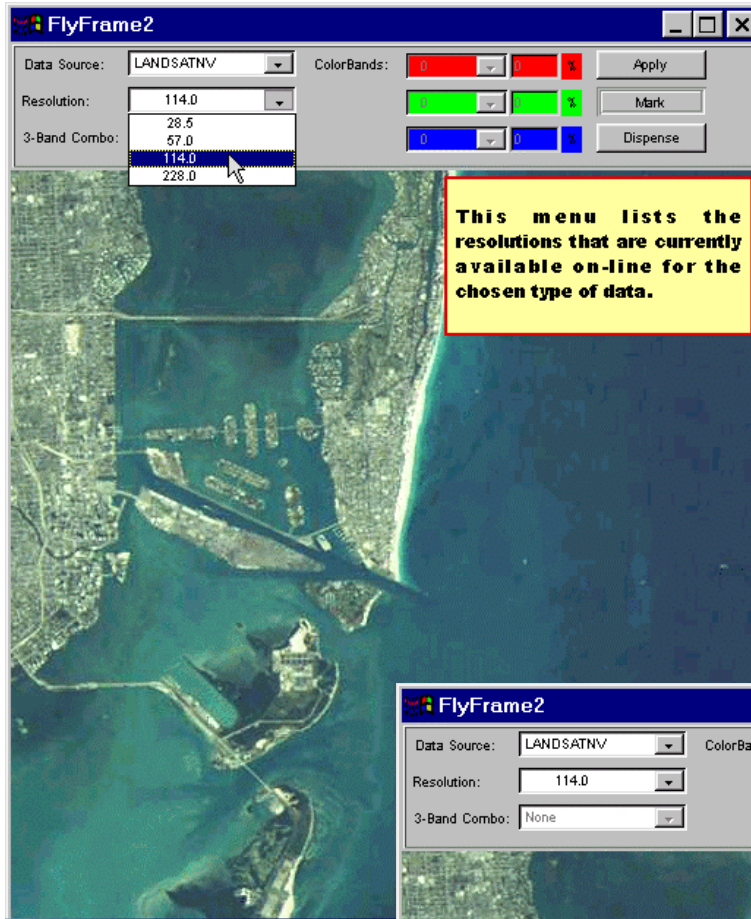 FlyFrame2
Data Source: LANDSATNV ColorBands: 0 0 % Apply
Resolution: 114.0 0 0 % Mark
3-Band Combo: 0 0 % Dispense
28.5
57.0
114.0
228.0
This menu lists the
resolutions that are currently
available on-line for the
chosen type of data.
FlyFrame2
Data Source: LANDSATNV ColorBa
Resolution: 114.0
3-Band Combo: None